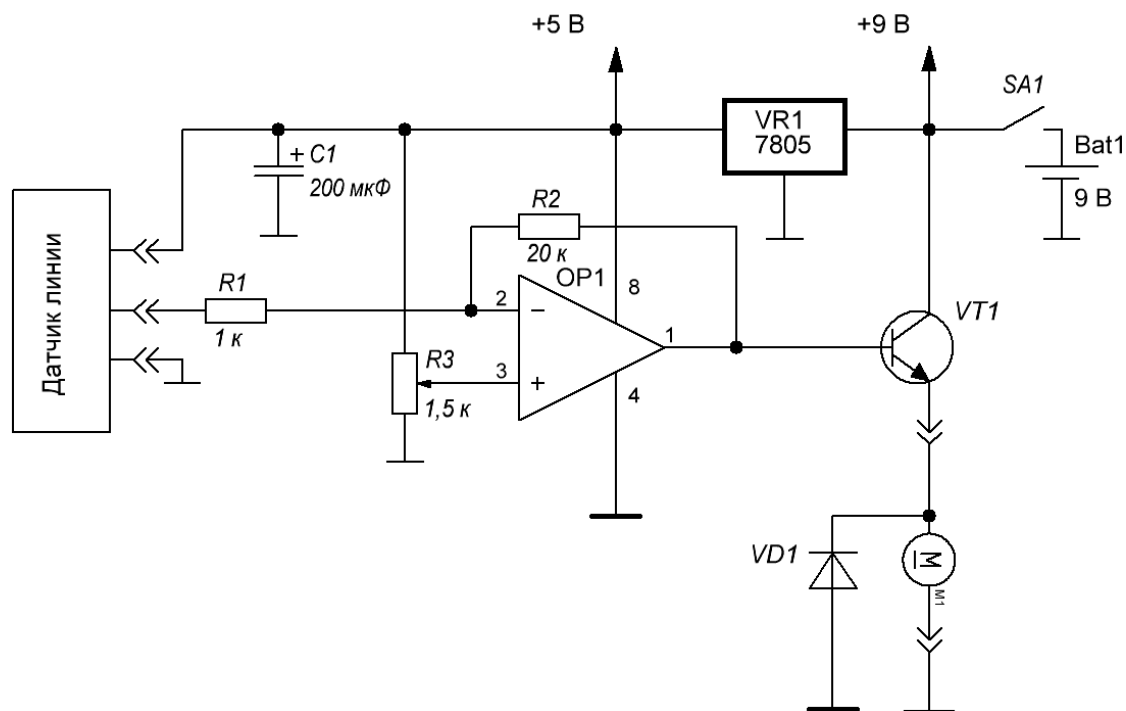 +5 В
+9 В
SA1
VR1
7805
Bat1
9 В
+ C1
200 мкФ
R2
20 к
OP1
Датчик линии
R1
1 к
2
−
8
1
VT1
R3
1,5 к
3
+
4
VD1
M
M1